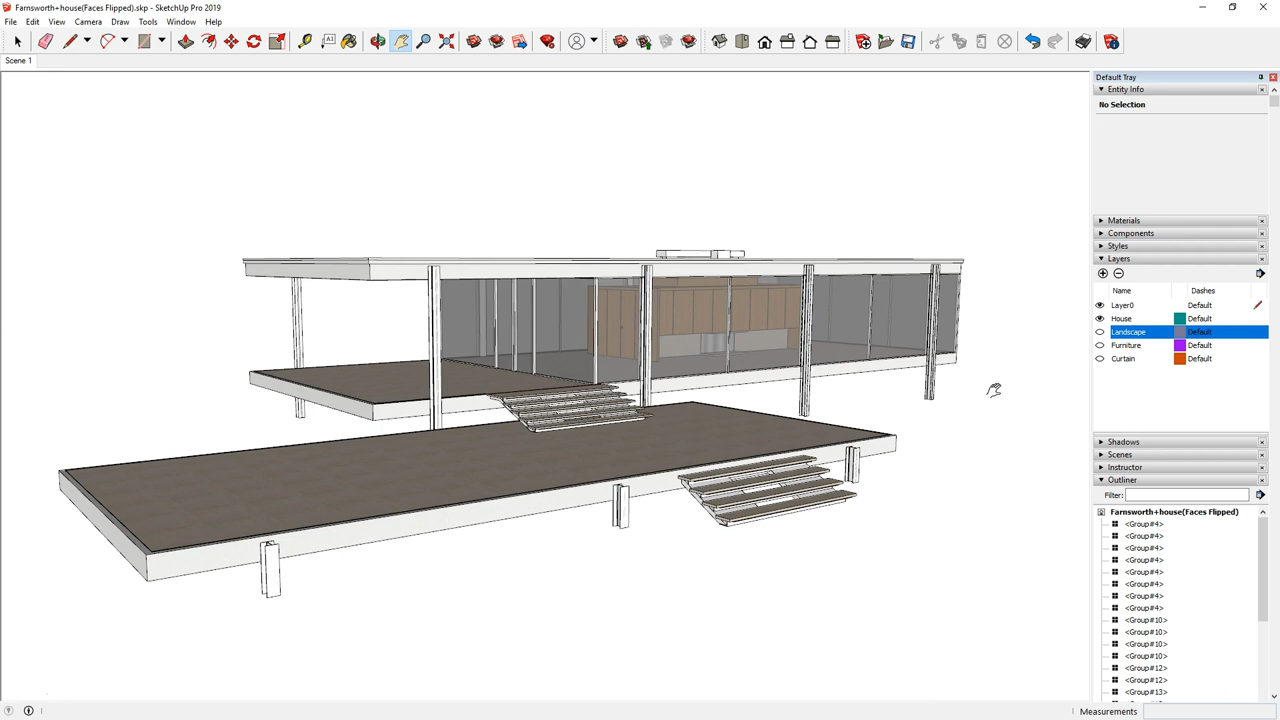 Farnsworth+house(Faces Flipped).skp - SketchUp Pro 2019
File Edit View Camera Draw Tools Window Help
Scene 1
Default Tray
Entity Info
No Selection
Materials
Components
Styles
Layers
Name Dashes
Layer0 Default
House Default
Landscape Default
Furniture Default
Curtain Default
Shadows
Scenes
Instructor
Outliner
Filter:
Farnsworth+house(Faces Flipped)
<Group#4>
<Group#4>
<Group#4>
<Group#4>
<Group#4>
<Group#4>
<Group#4>
<Group#4>
<Group#10>
<Group#10>
<Group#10>
<Group#10>
<Group#12>
<Group#12>
<Group#13>
Measurements